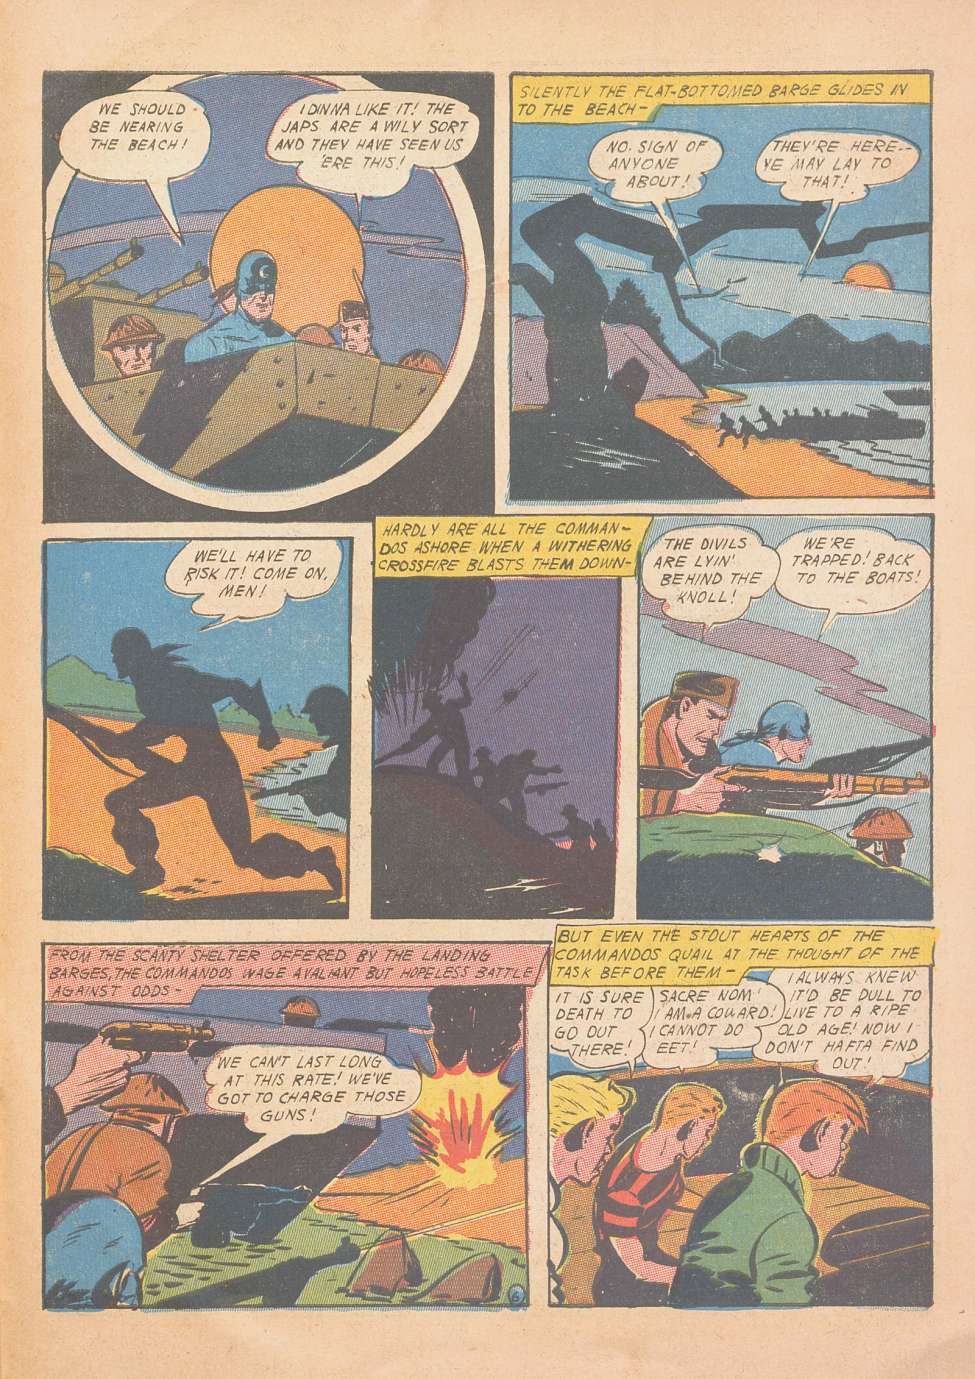 WE SHOULD
BE NEARING
THE BEACH!
I DINNA LIKE IT! THE
JAPS ARE A WILY SORT
AND THEY HAVE SEEN US
'ERE THIS!
SILENTLY THE FLAT-BOTTOMED BARGE GLIDES IN
TO THE BEACH-
NO SIGN OF
ANYONE
ABOUT!
THEY'RE HERE--
YE MAY LAY TO
THAT!
WE'LL HAVE TO
RISK IT! COME ON,
MEN!
HARDLY ARE ALL THE COMMAN-
DOS ASHORE WHEN A WITHERING
CROSSFIRE BLASTS THEM DOWN-
THE DIVILS
ARE LYIN'
BEHIND THE
KNOLL!
WE'RE
TRAPPED! BACK
TO THE BOATS!
FROM THE SCANTY SHELTER OFFERED BY THE LANDING
BARGES, THE COMMANDOS WAGE A VALIANT BUT HOPELESS BATTLE
AGAINST ODDS-
WE CAN'T LAST LONG
AT THIS RATE! WE'VE
GOT TO CHARGE THOSE
GUNS!
6
BUT EVEN THE STOUT HEARTS OF THE
COMMANDOS QUAIL AT THE THOUGHT OF THE
TASK BEFORE THEM-
IT IS SURE
DEATH TO
GO OUT
THERE!
SACRE NOM!
I AM A COWARD!
I CANNOT DO
EET!
I ALWAYS KNEW
IT'D BE DULL TO
LIVE TO A RIPE
OLD AGE! NOW I
DON'T HAFTA FIND
OUT!